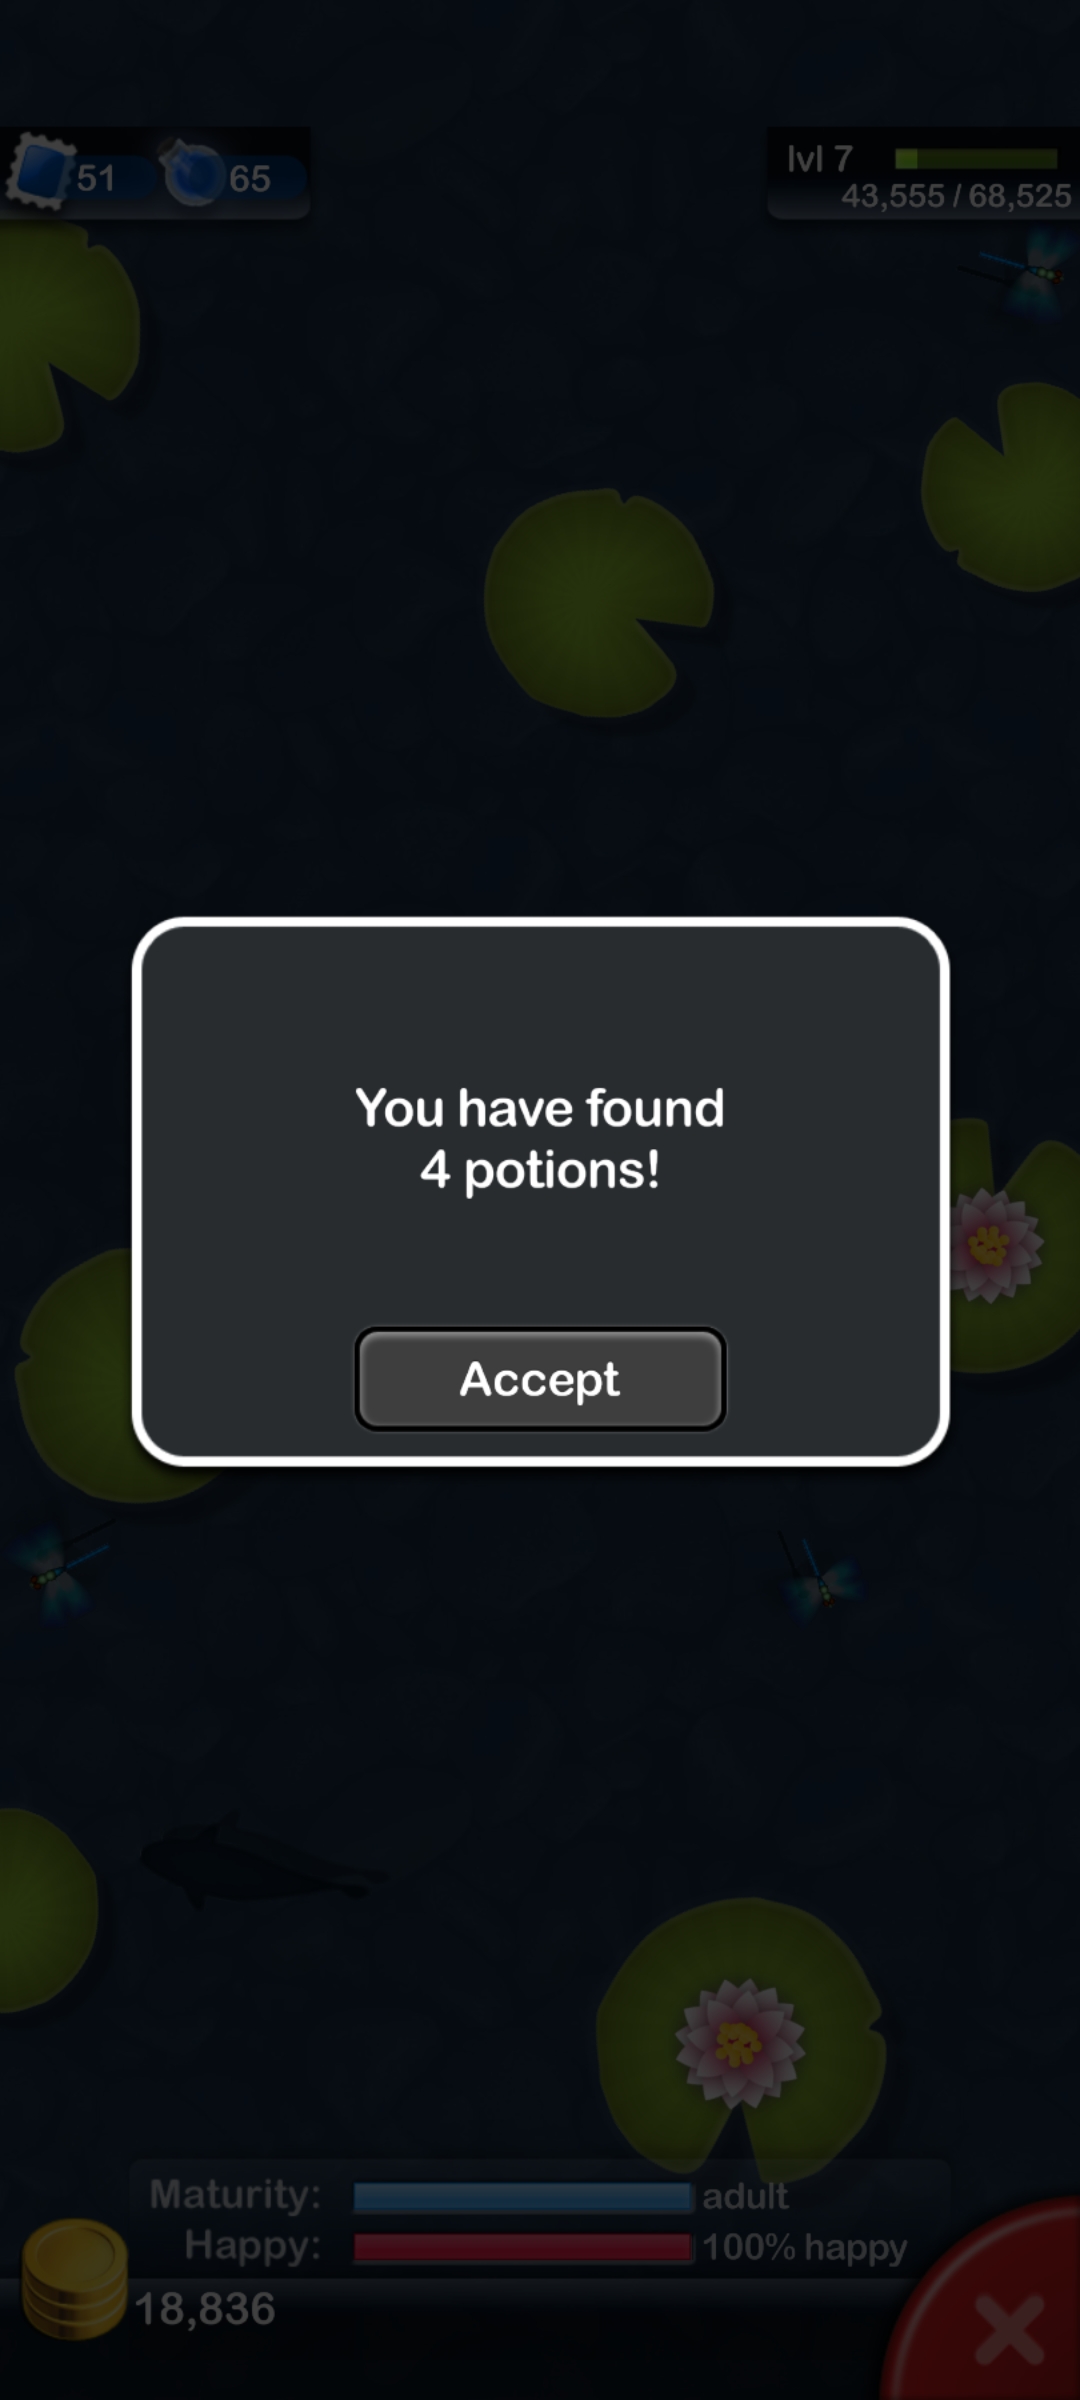 51
65
lvl 7
43,555 / 68,525
You have found
4 potions!
Accept
Maturity:
adult
Happy:
100% happy
18,836